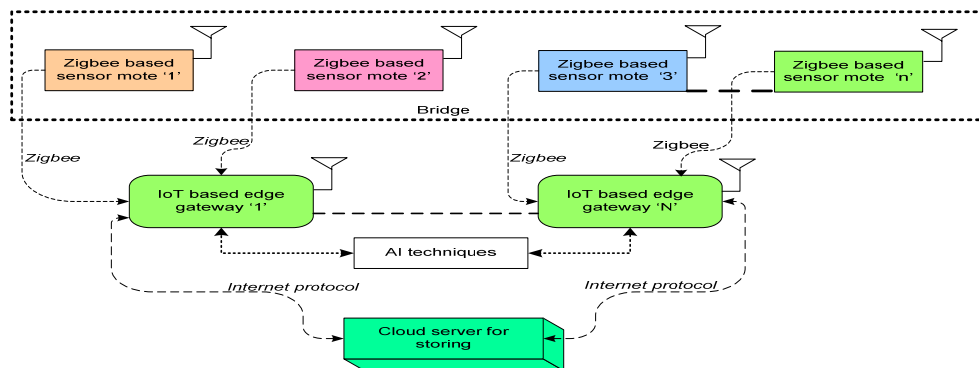 Zigbee based
sensor mote ‘1’
Zigbee based
sensor mote ‘2’
Zigbee based
sensor mote ‘3’
Zigbee based
sensor mote ‘n’
Bridge
Zigbee
Zigbee
Zigbee
Zigbee
IoT based edge
gateway ‘1’
IoT based edge
gateway ‘N’
AI techniques
Internet protocol
Internet protocol
Cloud server for
storing